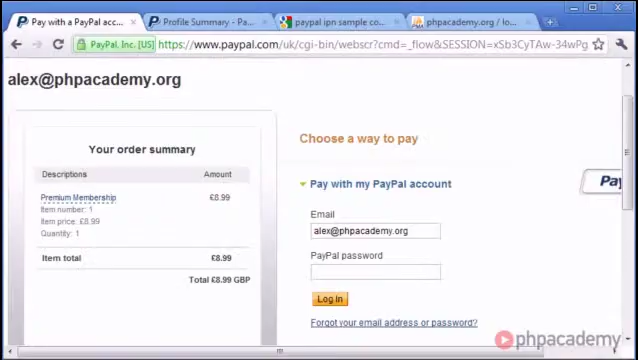 Pay with a PayPal acc...
Profile Summary - Pa...
paypal ipn sample co...
phpacademy.org / lo...
PayPal, Inc. [US]
https://www.paypal.com/uk/cgi-bin/webscr?cmd=_flow&SESSION=xSb3CyTAw-34wPg
alex@phpacademy.org
Your order summary
Choose a way to pay
Descriptions Amount
Pay with my PayPal account
Pay
Premium Membership £8.99
Item number: 1
Item price: £8.99
Quantity: 1
Email
alex@phpacademy.org
PayPal password
Item total £8.99
Total £8.99 GBP
Log In
Forgot your email address or password?
phpacademy